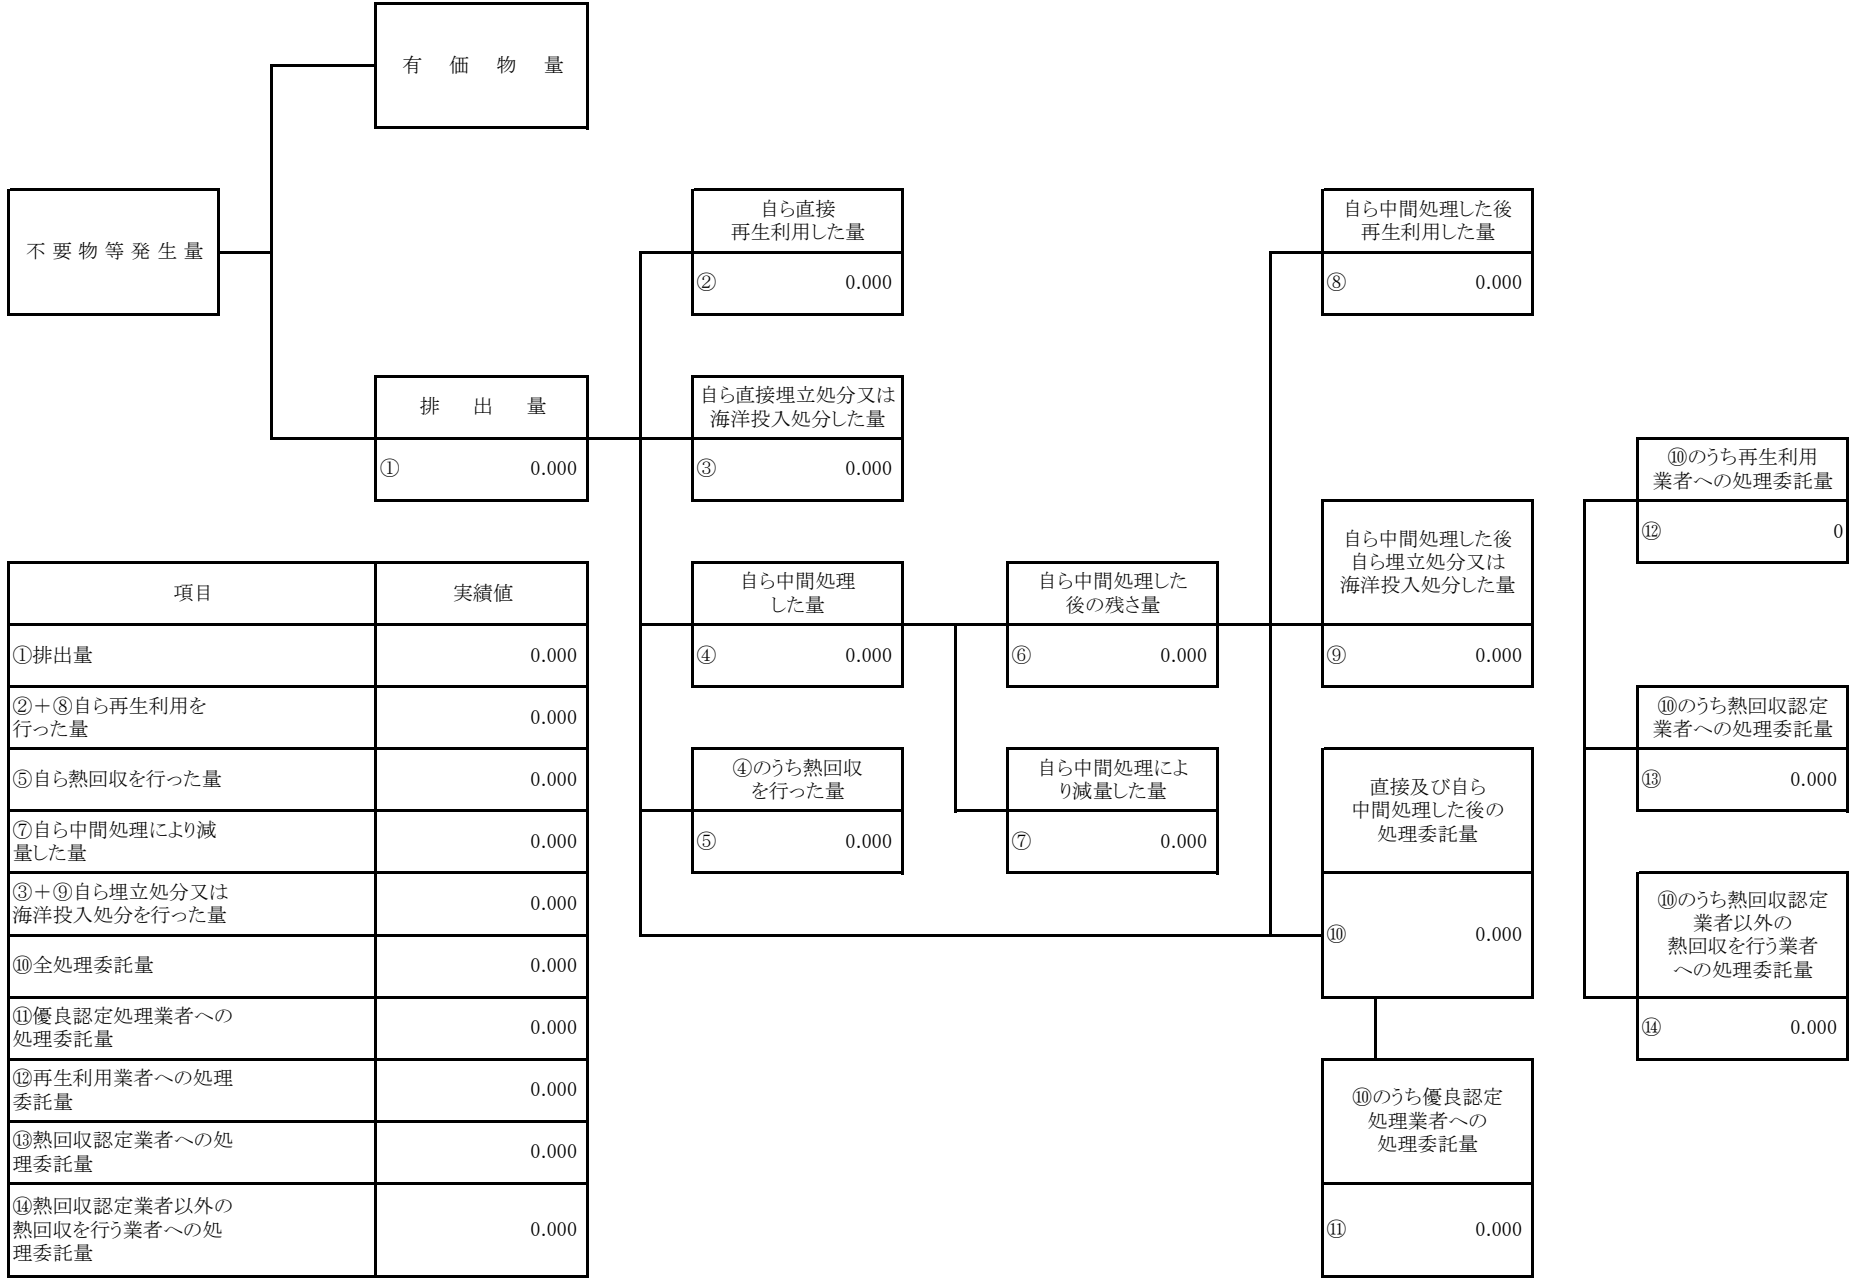 有価物量
不要物等発生量
自ら直接
再生利用した量
② 0.000
自ら中間処理した後
再生利用した量
⑧ 0.000
排出量
① 0.000
自ら直接埋立処分又は
海洋投入処分した量
③ 0.000
⑩のうち再生利用
業者への処理委託量
⑫ 0
自ら中間処理
した量
④ 0.000
自ら中間処理した
後の残さ量
⑥ 0.000
自ら中間処理した後
自ら埋立処分又は
海洋投入処分した量
⑨ 0.000
⑩のうち熱回収認定
業者への処理委託量
⑬ 0.000
④のうち熱回収
を行った量
⑤ 0.000
自ら中間処理によ
り減量した量
⑦ 0.000
直接及び自ら
中間処理した後の
処理委託量
⑩ 0.000
⑩のうち熱回収認定
業者以外の
熱回収を行う業者
への処理委託量
⑭ 0.000
⑩のうち優良認定
処理業者への
処理委託量
⑪ 0.000
項目 実績値
①排出量 0.000
②＋⑧自ら再生利用を
行った量 0.000
⑤自ら熱回収を行った量 0.000
⑦自ら中間処理により減
量した量 0.000
③＋⑨自ら埋立処分又は
海洋投入処分を行った量 0.000
⑩全処理委託量 0.000
⑪優良認定処理業者への
処理委託量 0.000
⑫再生利用業者への処理
委託量 0.000
⑬熱回収認定業者への処
理委託量 0.000
⑭熱回収認定業者以外の
熱回収を行う業者への処
理委託量 0.000